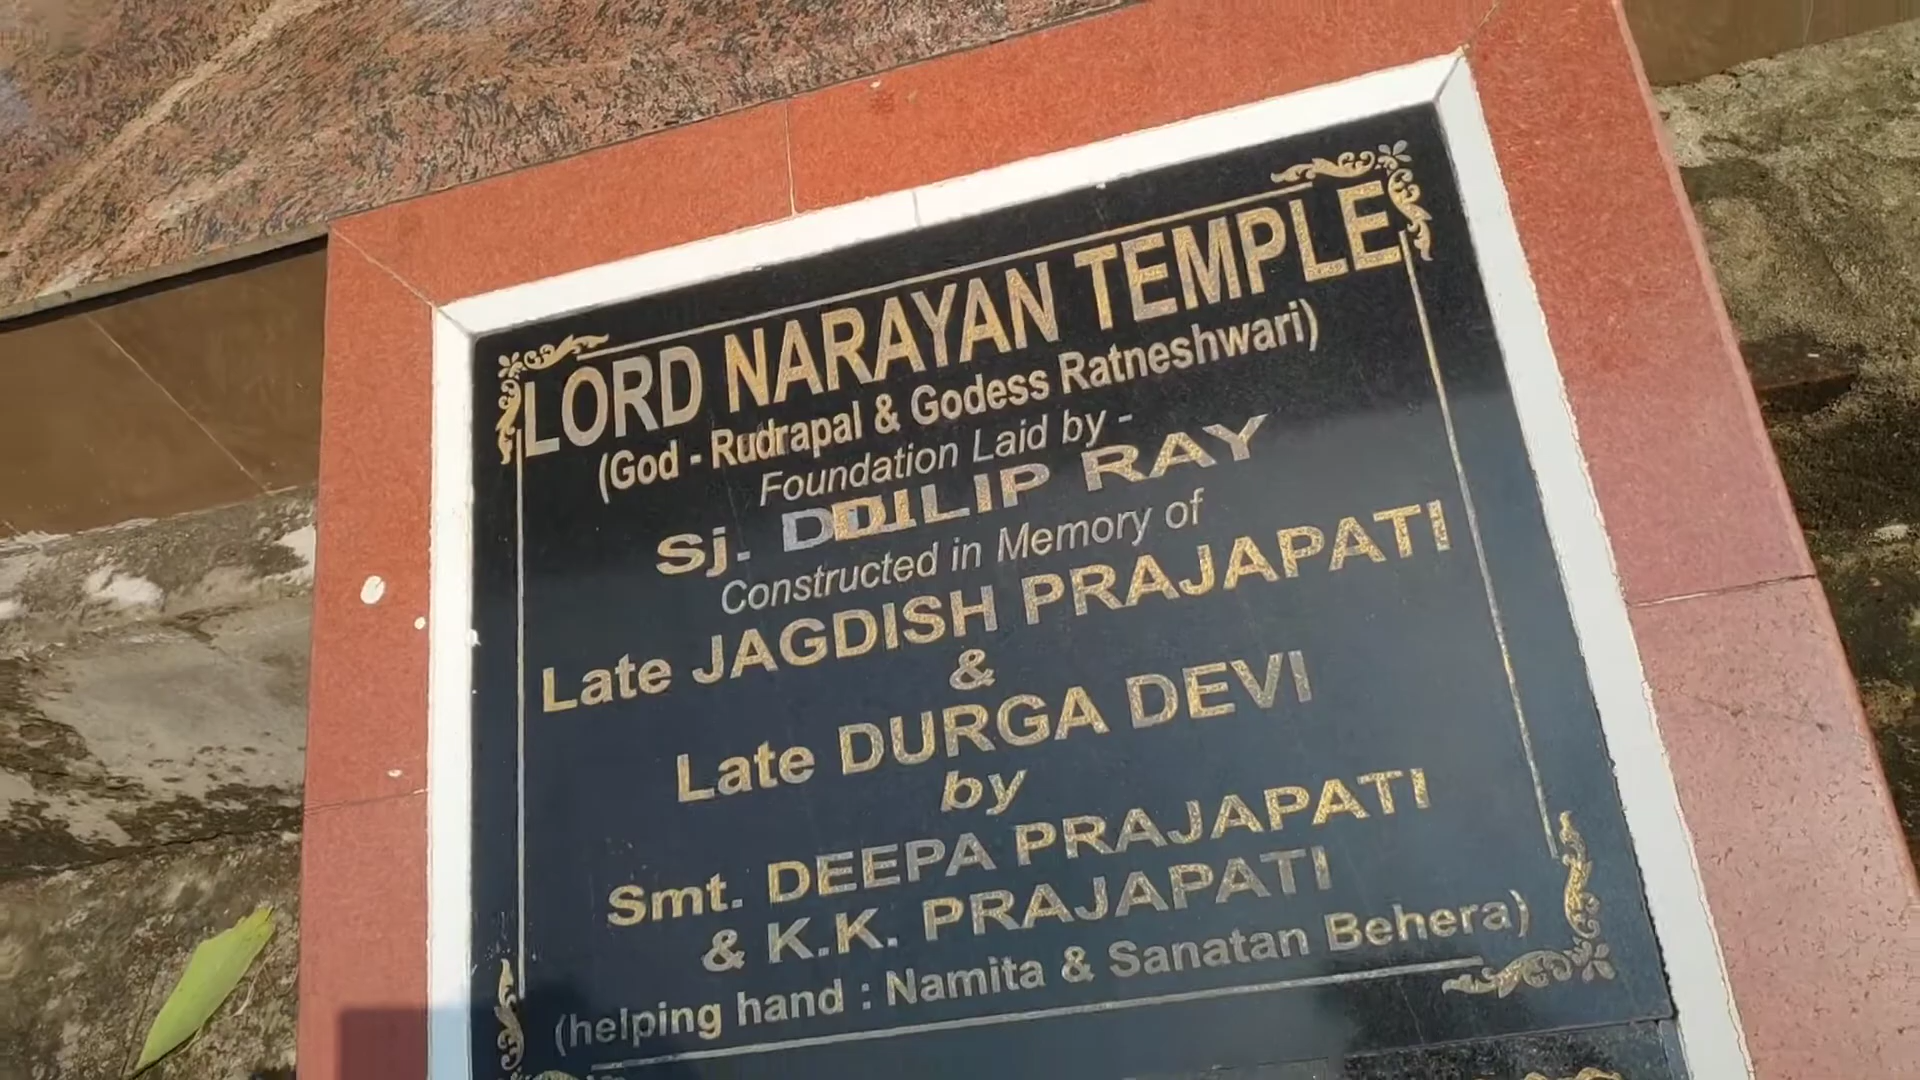 LORD NARAYAN TEMPLE
(God - Rudrapal & Godess Ratneshwari)
Foundation Laid by -
Sj. DILIP RAY
Constructed in Memory of
Late JAGDISH PRAJAPATI
&
Late DURGA DEVI
by
Smt. DEEPA PRAJAPATI
& K.K. PRAJAPATI
(helping hand : Namita & Sanatan Behera)